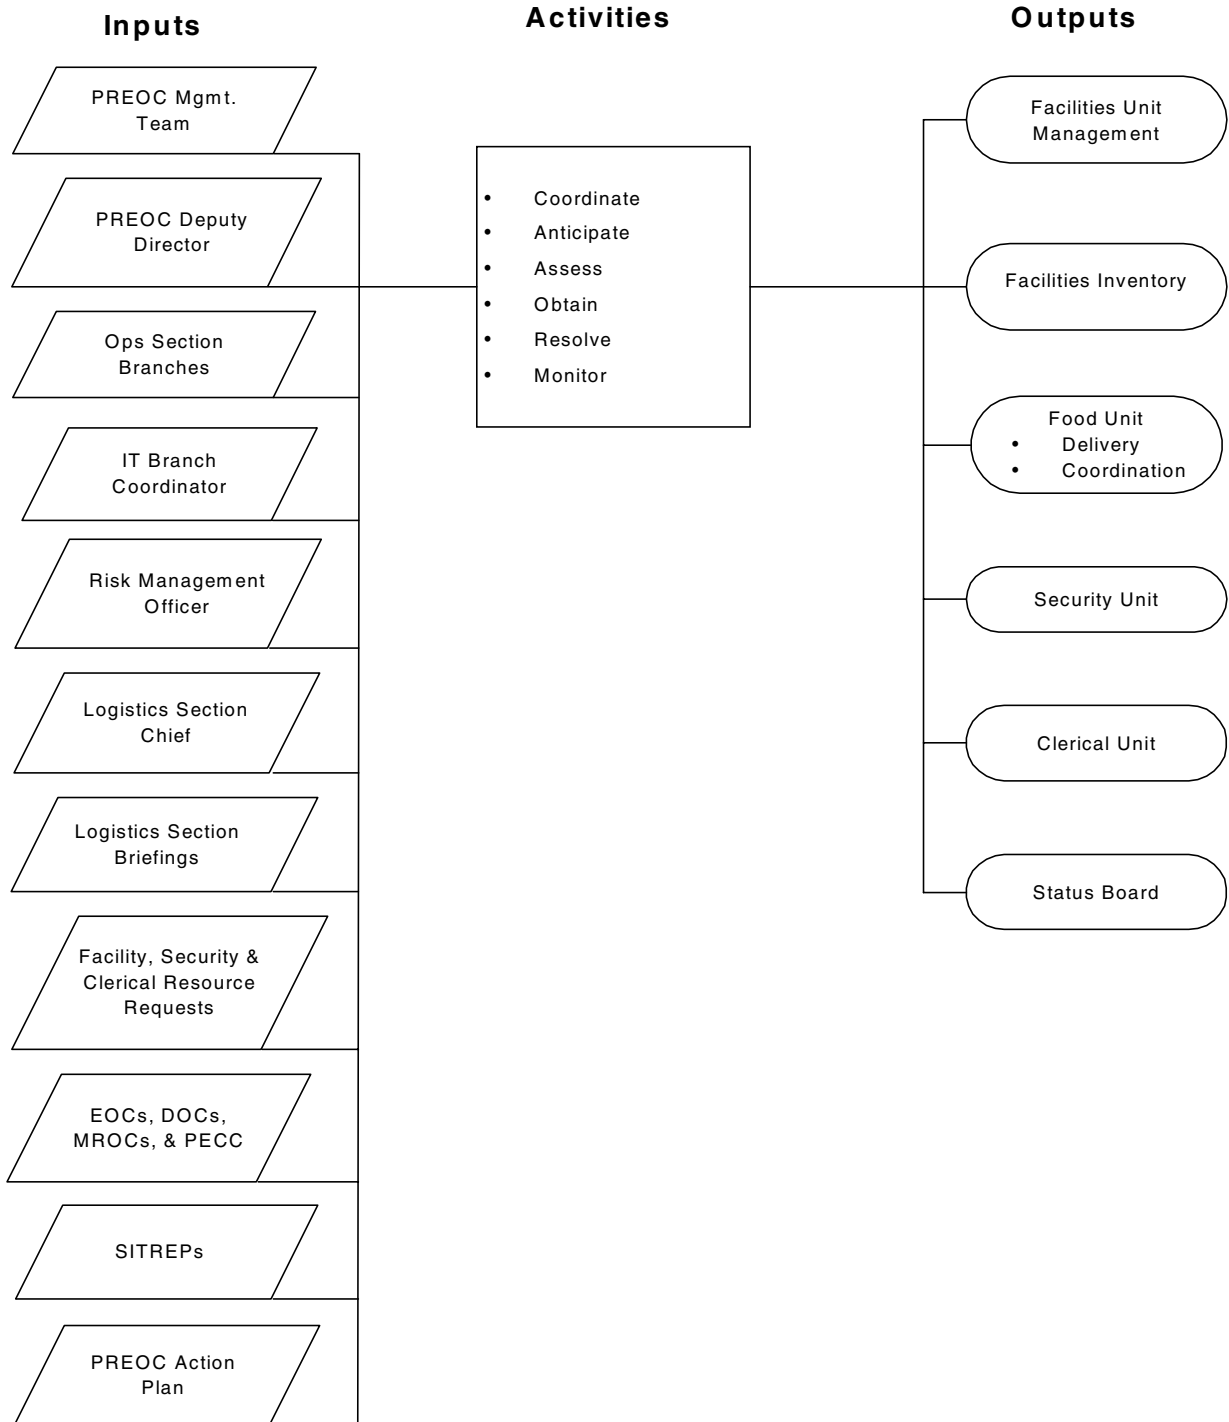 Inputs
Activities
Outputs
PREOC Mgmt.
Team
PREOC Deputy
Director
Ops Section
Branches
IT Branch
Coordinator
Risk Management
Officer
Logistics Section
Chief
Logistics Section
Briefings
Facility, Security &
Clerical Resource
Requests
EOCs, DOCs,
MROCs, & PECC
SITREPs
PREOC Action
Plan
• Coordinate
• Anticipate
• Assess
• Obtain
• Resolve
• Monitor
Facilities Unit
Management
Facilities Inventory
Food Unit
• Delivery
• Coordination
Security Unit
Clerical Unit
Status Board